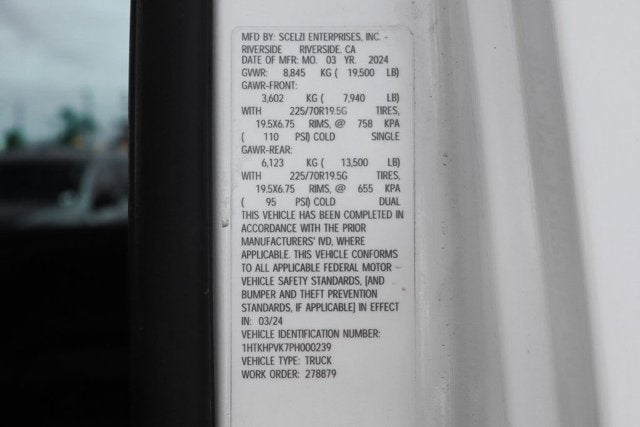 MFD BY: SCELZI ENTERPRISES, INC. -
RIVERSIDE RIVERSIDE, CA
DATE OF MFR: MO. 03 YR. 2024
GVWR: 8,845 KG ( 19,500 LB)
GAWR-FRONT:
3,602 KG ( 7,940 LB)
WITH 225/70R19.5G TIRES,
19.5X6.75 RIMS, @ 758 KPA
( 110 PSI) COLD SINGLE
GAWR-REAR:
6,123 KG ( 13,500 LB)
WITH 225/70R19.5G TIRES,
19.5X6.75 RIMS, @ 655 KPA
( 95 PSI) COLD DUAL
THIS VEHICLE HAS BEEN COMPLETED IN
ACCORDANCE WITH THE PRIOR
MANUFACTURERS' IVD, WHERE
APPLICABLE. THIS VEHICLE CONFORMS
TO ALL APPLICABLE FEDERAL MOTOR
VEHICLE SAFETY STANDARDS, [AND
BUMPER AND THEFT PREVENTION
STANDARDS, IF APPLICABLE] IN EFFECT
IN: 03/24
VEHICLE IDENTIFICATION NUMBER:
1HTKHPVK7PH000239
VEHICLE TYPE: TRUCK
WORK ORDER: 278879